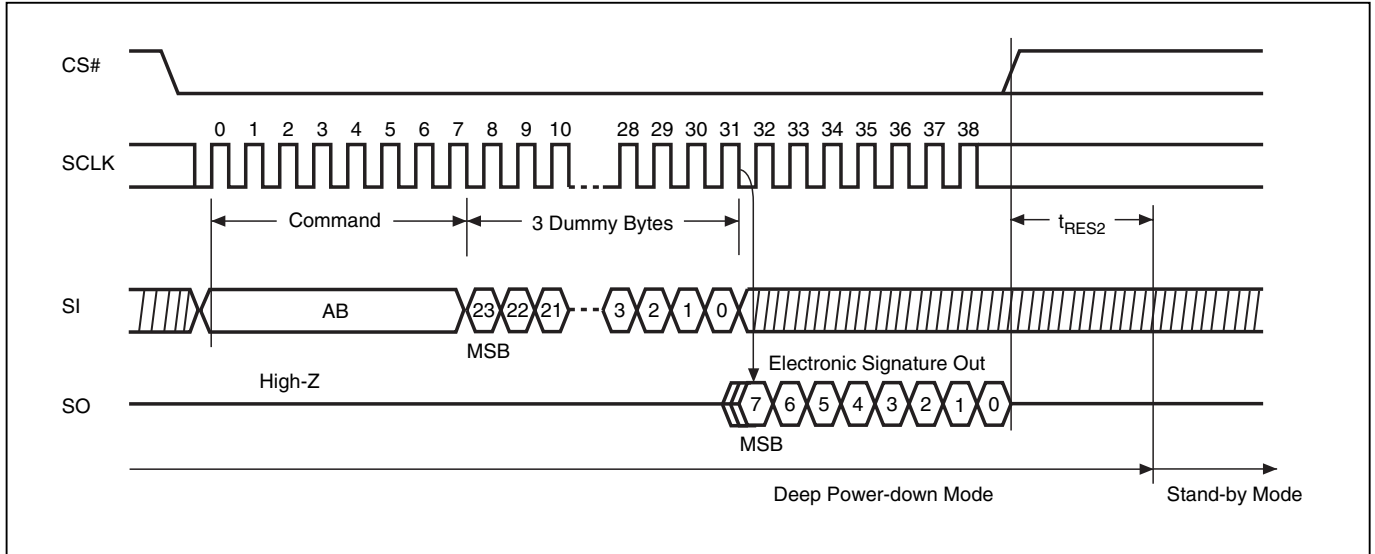 CS#
0 1 2 3 4 5 6 7 8 9 10 28 29 30 31 32 33 34 35 36 37 38
SCLK
Command
3 Dummy Bytes
tRES2
SI
AB
23 22 21 3 2 1 0
MSB
High-Z
Electronic Signature Out
SO
7 6 5 4 3 2 1 0
MSB
Deep Power-down Mode
Stand-by Mode